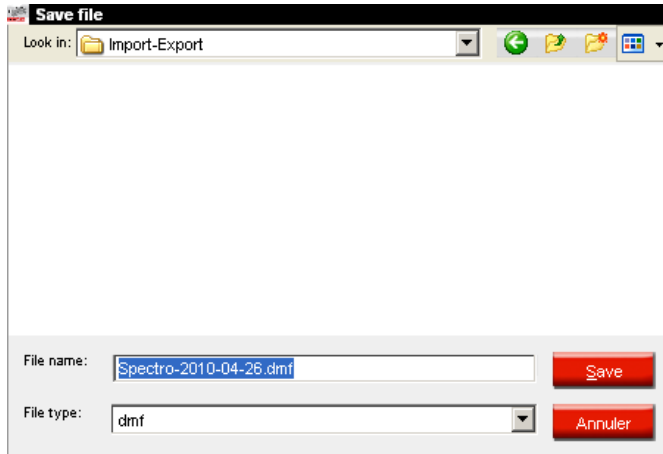 Save file
Look in: Import-Export
File name: Spectro-2010-04-26.dmf
Save
File type: dmf
Annuler